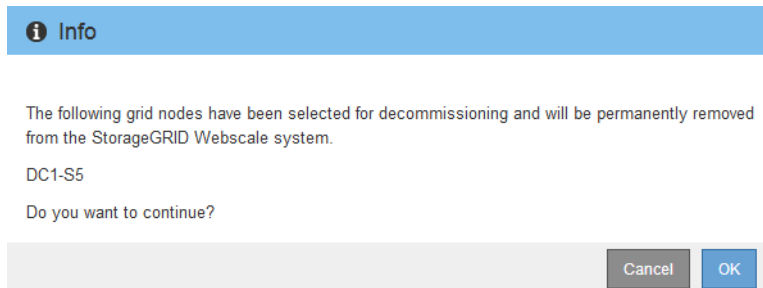 Info
The following grid nodes have been selected for decommissioning and will be permanently removed
from the StorageGRID Webscale system.
DC1-S5
Do you want to continue?
Cancel OK